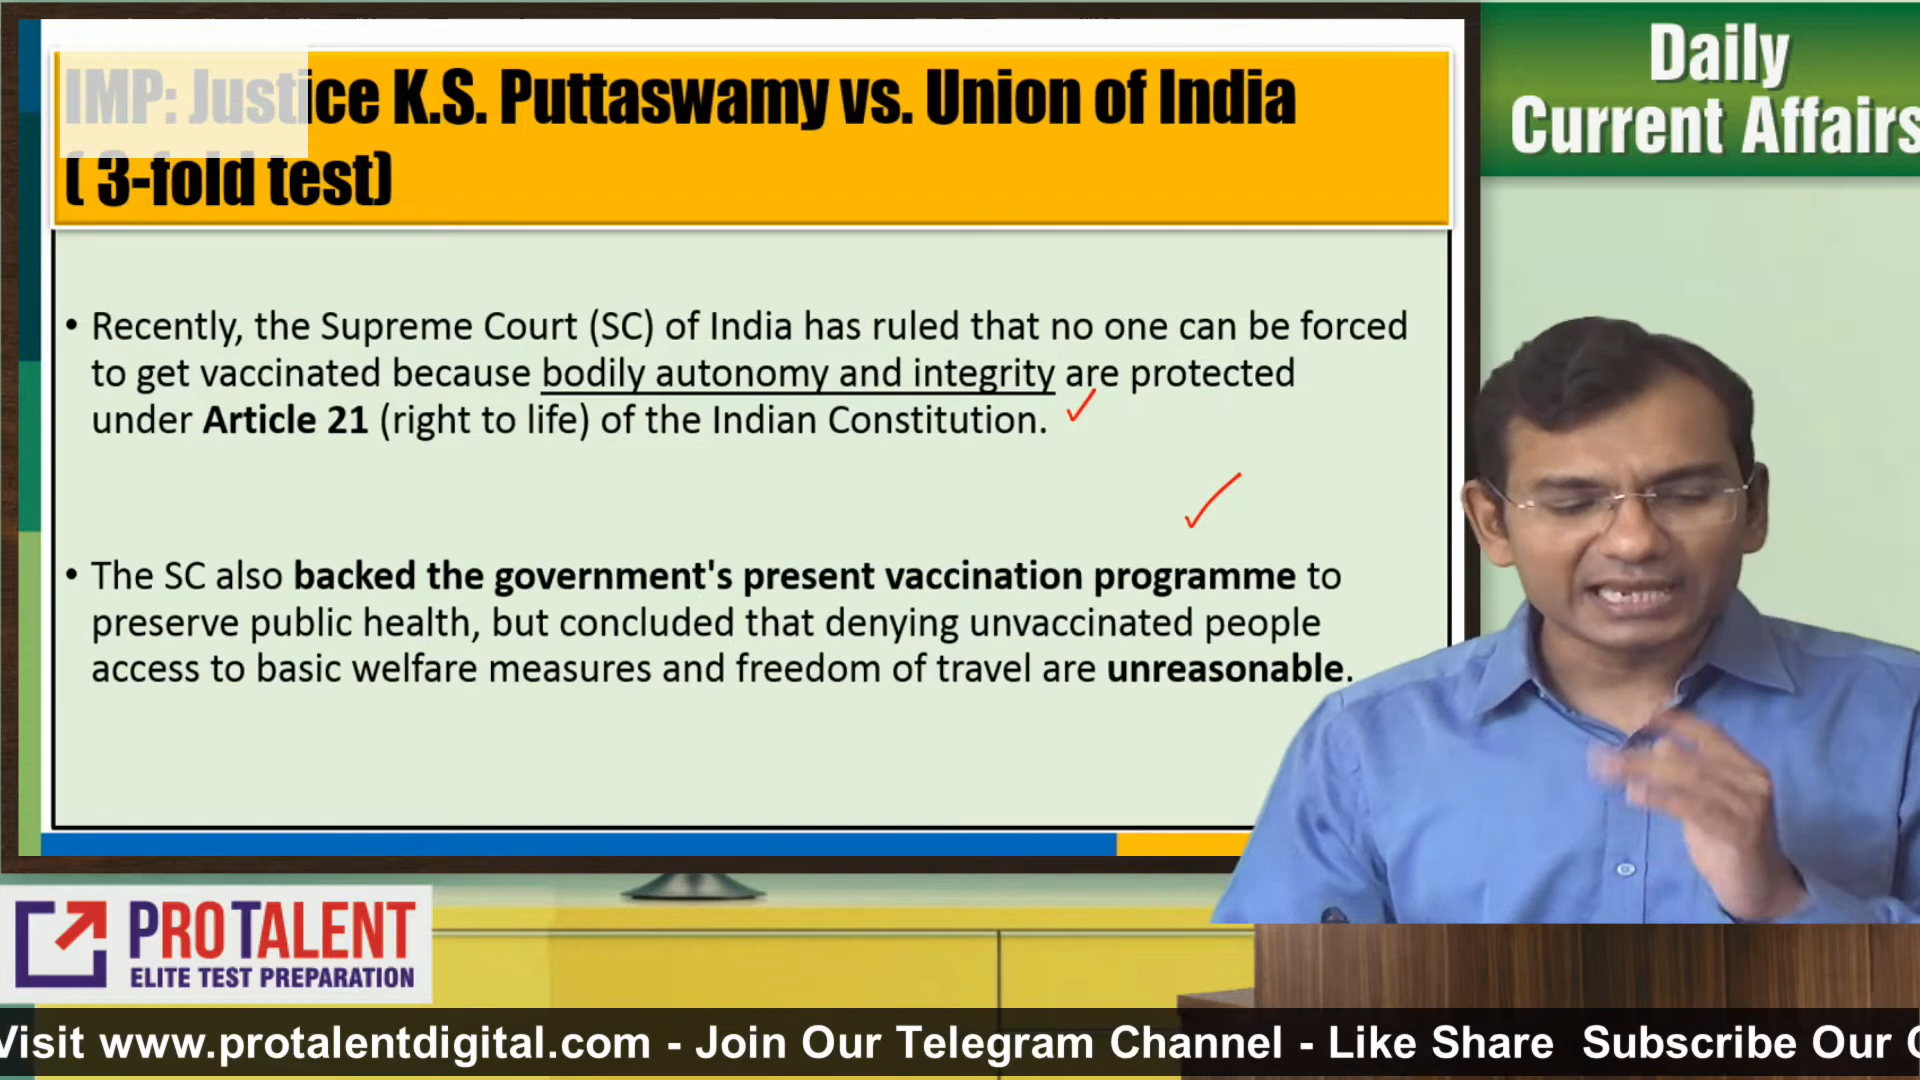 IMP: Justice K.S. Puttaswamy vs. Union of India
( 3-fold test)
• Recently, the Supreme Court (SC) of India has ruled that no one can be forced
to get vaccinated because bodily autonomy and integrity are protected
under Article 21 (right to life) of the Indian Constitution.
• The SC also backed the government's present vaccination programme to
preserve public health, but concluded that denying unvaccinated people
access to basic welfare measures and freedom of travel are unreasonable.
Daily
Current Affairs
PROTALENT
ELITE TEST PREPARATION
Visit www.protalentdigital.com - Join Our Telegram Channel - Like Share Subscribe Our